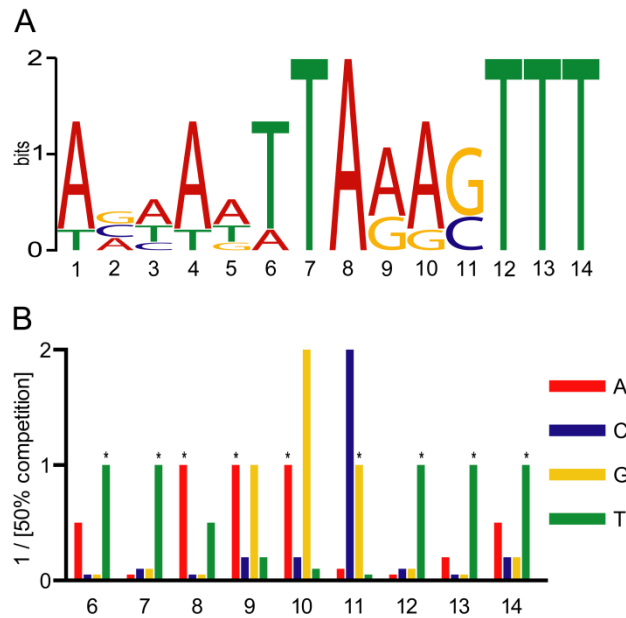 A
2
1
0
bits
A G A A A T T A A A G T T T
T C T T T A G G C
A C G
1 2 3 4 5 6 7 8 9 10 11 12 13 14
B
2
1
0
1 / [50% competition]
* * * * * * * * *
6 7 8 9 10 11 12 13 14
A
C
G
T